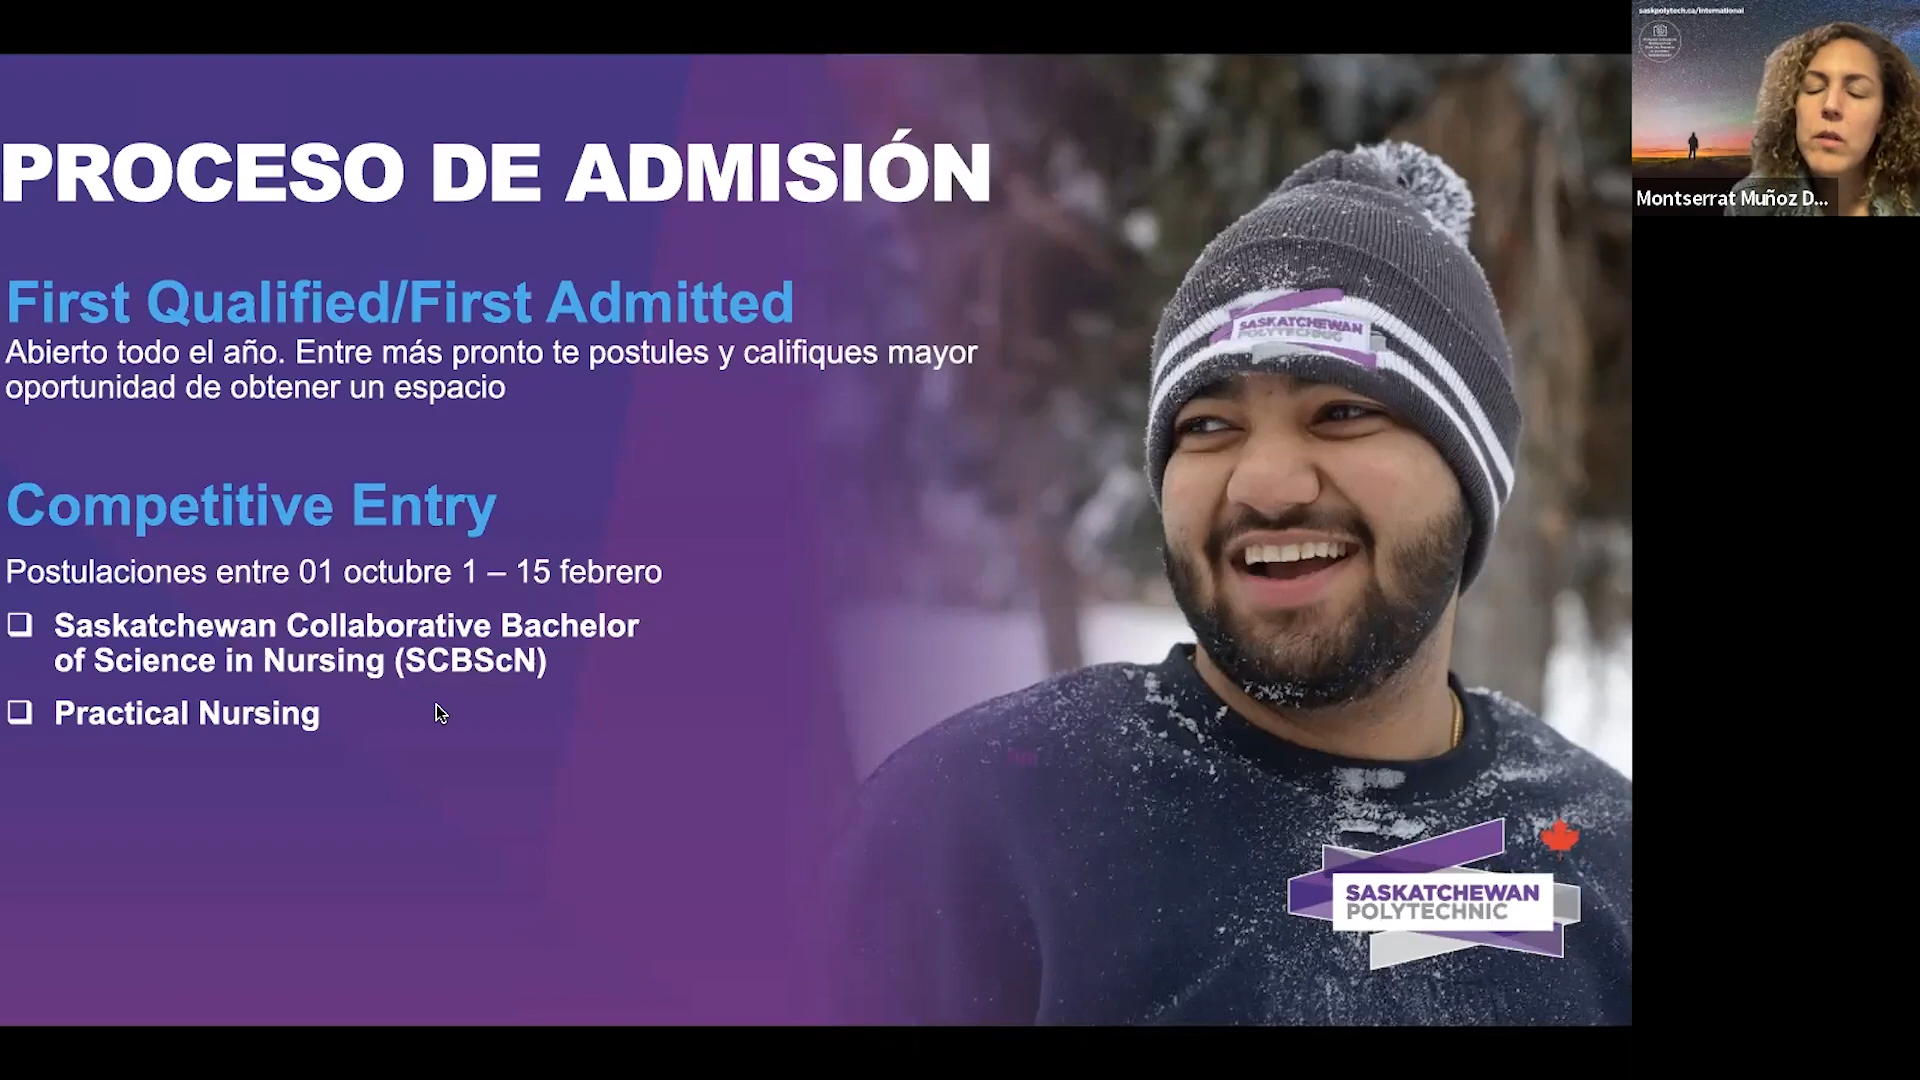 PROCESO DE ADMISIÓN
First Qualified/First Admitted
Abierto todo el año. Entre más pronto te postules y califiques mayor
oportunidad de obtener un espacio
Competitive Entry
Postulaciones entre 01 octubre 1 – 15 febrero
❑ Saskatchewan Collaborative Bachelor
of Science in Nursing (SCBScN)
❑ Practical Nursing
SASKATCHEWAN
POLYTECHNIC
SASKATCHEWAN
POLYTECHNIC
saskpolytech.ca/international
Montserrat Muñoz D...